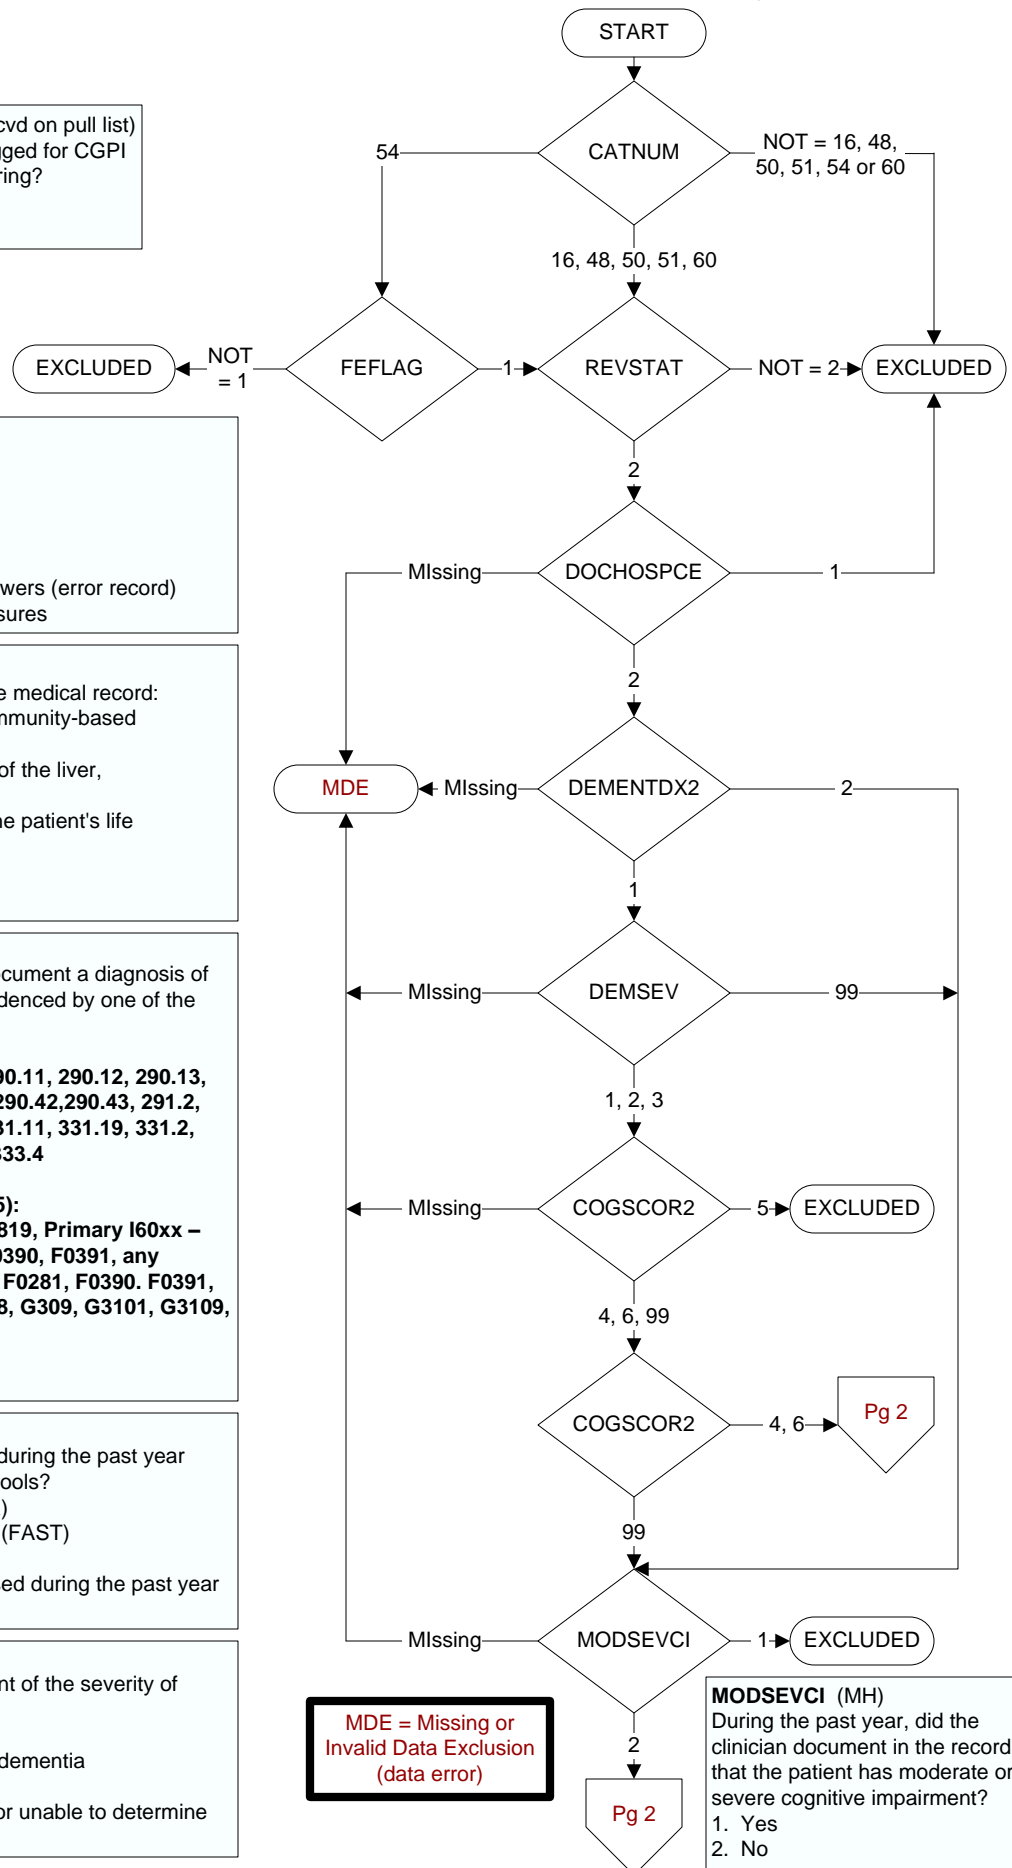 START
cvd on pull list)
gged for CGPI
ring?
54
CATNUM
NOT = 16, 48,
50, 51, 54 or 60
16, 48, 50, 51, 60
EXCLUDED
NOT
= 1
FEFLAG
1
REVSTAT
NOT = 2
EXCLUDED
2
wers (error record)
sures
MIssing
DOCHOSPCE
1
2
e medical record:
mmunity-based
of the liver,
he patient's life
MDE
MIssing
DEMENTDX2
2
1
ocument a diagnosis of
denced by one of the
90.11, 290.12, 290.13,
290.42,290.43, 291.2,
31.11, 331.19, 331.2,
333.4
5):
819, Primary I60xx –
0390, F0391, any
F0281, F0390. F0391,
8, G309, G3101, G3109,
MIssing
DEMSEV
99
1, 2, 3
MIssing
COGSCOR2
5
EXCLUDED
4, 6, 99
COGSCOR2
4, 6
Pg 2
99
during the past year
ools?
)
(FAST)
sed during the past year
MIssing
MODSEVCI
1
EXCLUDED
2
Pg 2
nt of the severity of
dementia
or unable to determine
MDE = Missing or
Invalid Data Exclusion
(data error)
MODSEVCI (MH)
During the past year, did the
clinician document in the record
that the patient has moderate or
severe cognitive impairment?
1. Yes
2. No